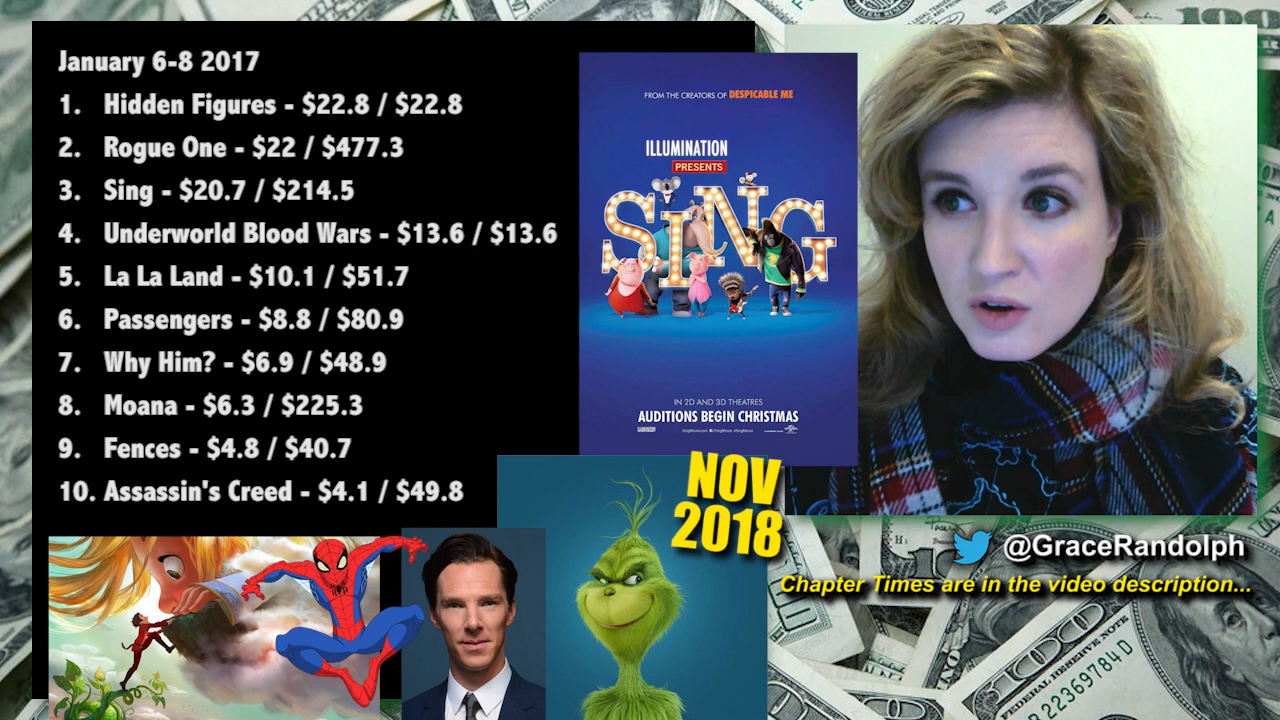 January 6-8 2017
1. Hidden Figures - $22.8 / $22.8
2. Rogue One - $22 / $477.3
3. Sing - $20.7 / $214.5
4. Underworld Blood Wars - $13.6 / $13.6
5. La La Land - $10.1 / $51.7
6. Passengers - $8.8 / $80.9
7. Why Him? - $6.9 / $48.9
8. Moana - $6.3 / $225.3
9. Fences - $4.8 / $40.7
10. Assassin's Creed - $4.1 / $49.8
FROM THE CREATORS OF DESPICABLE ME
ILLUMINATION
PRESENTS
SING
IN 2D AND 3D THEATRES
AUDITIONS BEGIN CHRISTMAS
NOV
2018
@GraceRandolph
Chapter Times are in the video description...
FEDERAL RESERVE NOTE
B 22369784 D
100